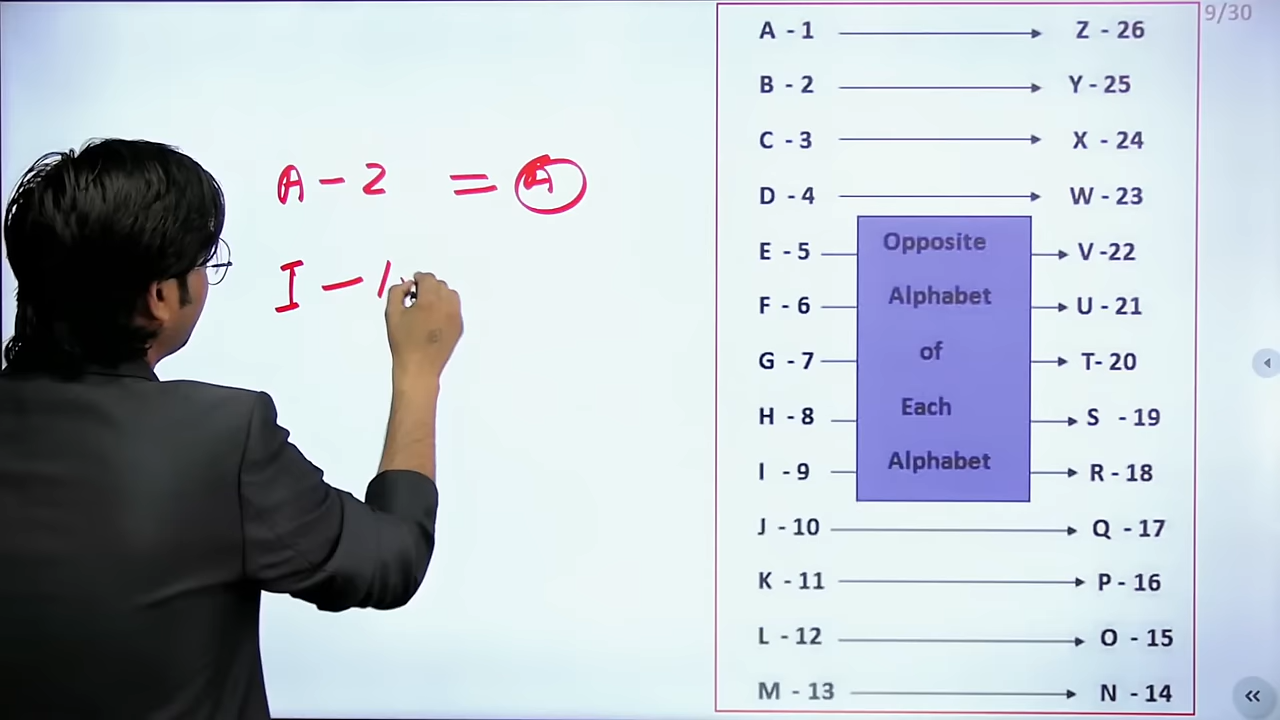 9/30
A - 1 Z - 26
B - 2 Y - 25
C - 3 X - 24
D - 4 W - 23
E - 5 V -22
F - 6 U - 21
G - 7 T- 20
H - 8 S - 19
I - 9 R - 18
J - 10 Q - 17
K - 11 P - 16
L - 12 O - 15
M - 13 N - 14
Opposite
Alphabet
of
Each
Alphabet
A - 2 = A
I - 1